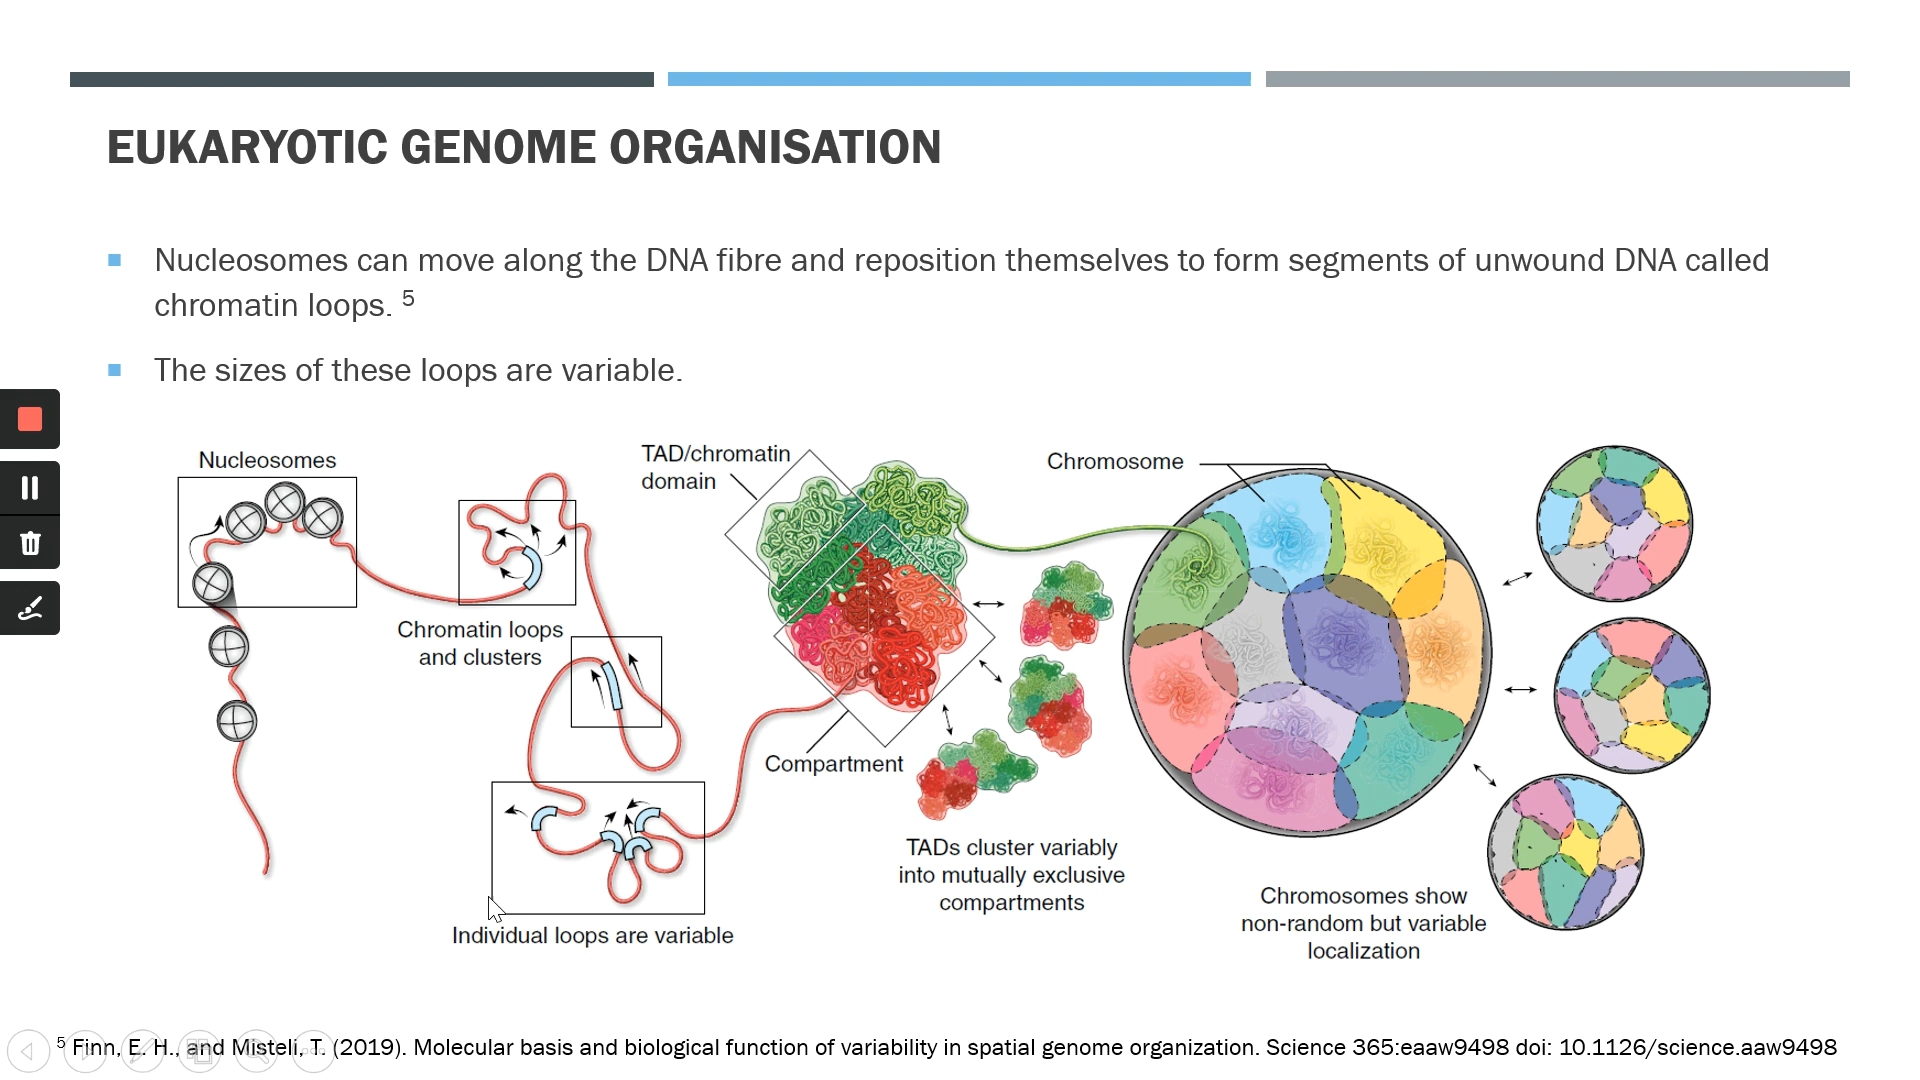 EUKARYOTIC GENOME ORGANISATION
Nucleosomes can move along the DNA fibre and reposition themselves to form segments of unwound DNA called
chromatin loops. 5
The sizes of these loops are variable.
Nucleosomes
Chromatin loops
and clusters
Individual loops are variable
TAD/chromatin
domain
Compartment
TADs cluster variably
into mutually exclusive
compartments
Chromosome
Chromosomes show
non-random but variable
localization
5 Finn, E. H., and Misteli, T. (2019). Molecular basis and biological function of variability in spatial genome organization. Science 365:eaaw9498 doi: 10.1126/science.aaw9498